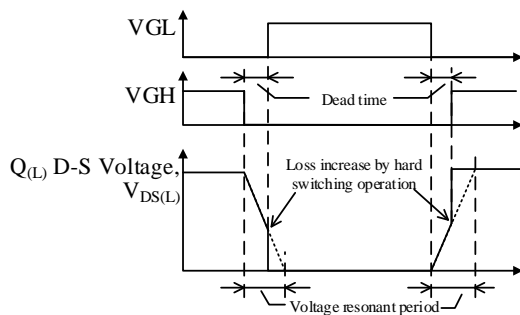 VGL
VGH
Dead time
Q(L) D-S Voltage,
VDS(L)
Loss increase by hard
switching operation
Voltage resonant period